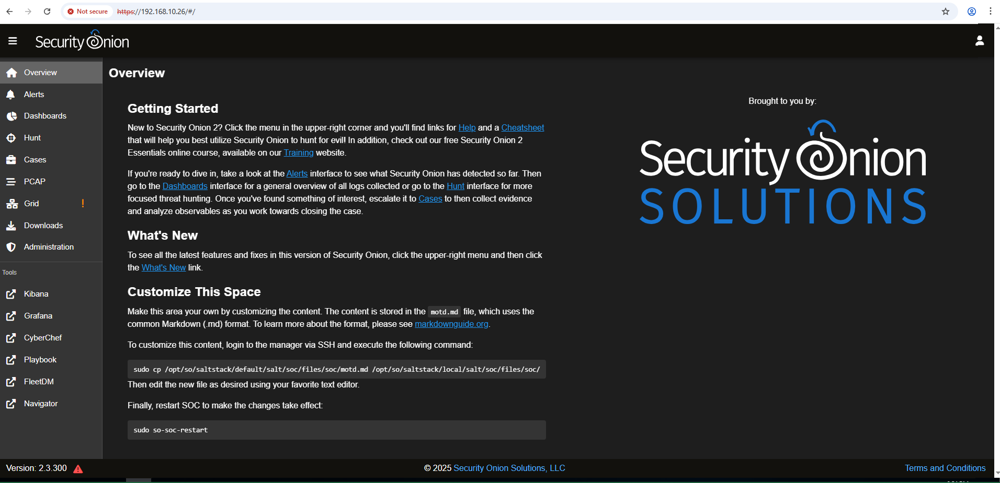 Not secure https://192.168.10.26/#/
Security Onion
Overview
Alerts
Dashboards
Hunt
Cases
PCAP
Grid !
Downloads
Administration
Tools
Kibana
Grafana
CyberChef
Playbook
FleetDM
Navigator
Overview
Getting Started
New to Security Onion 2? Click the menu in the upper-right corner and you'll find links for Help and a Cheatsheet
that will help you best utilize Security Onion to hunt for evil! In addition, check out our free Security Onion 2
Essentials online course, available on our Training website.
If you're ready to dive in, take a look at the Alerts interface to see what Security Onion has detected so far. Then
go to the Dashboards interface for a general overview of all logs collected or go to the Hunt interface for more
focused threat hunting. Once you've found something of interest, escalate it to Cases to then collect evidence
and analyze observables as you work towards closing the case.
What's New
To see all the latest features and fixes in this version of Security Onion, click the upper-right menu and then click
the What's New link.
Customize This Space
Make this area your own by customizing the content. The content is stored in the motd.md file, which uses the
common Markdown (.md) format. To learn more about the format, please see markdownguide.org.
To customize this content, login to the manager via SSH and execute the following command:
sudo cp /opt/so/saltstack/default/salt/soc/files/soc/motd.md /opt/so/saltstack/local/salt/soc/files/soc/
Then edit the new file as desired using your favorite text editor.
Finally, restart SOC to make the changes take effect:
sudo so-soc-restart
Brought to you by:
Security Onion
SOLUTIONS
Version: 2.3.300
© 2025 Security Onion Solutions, LLC
Terms and Conditions